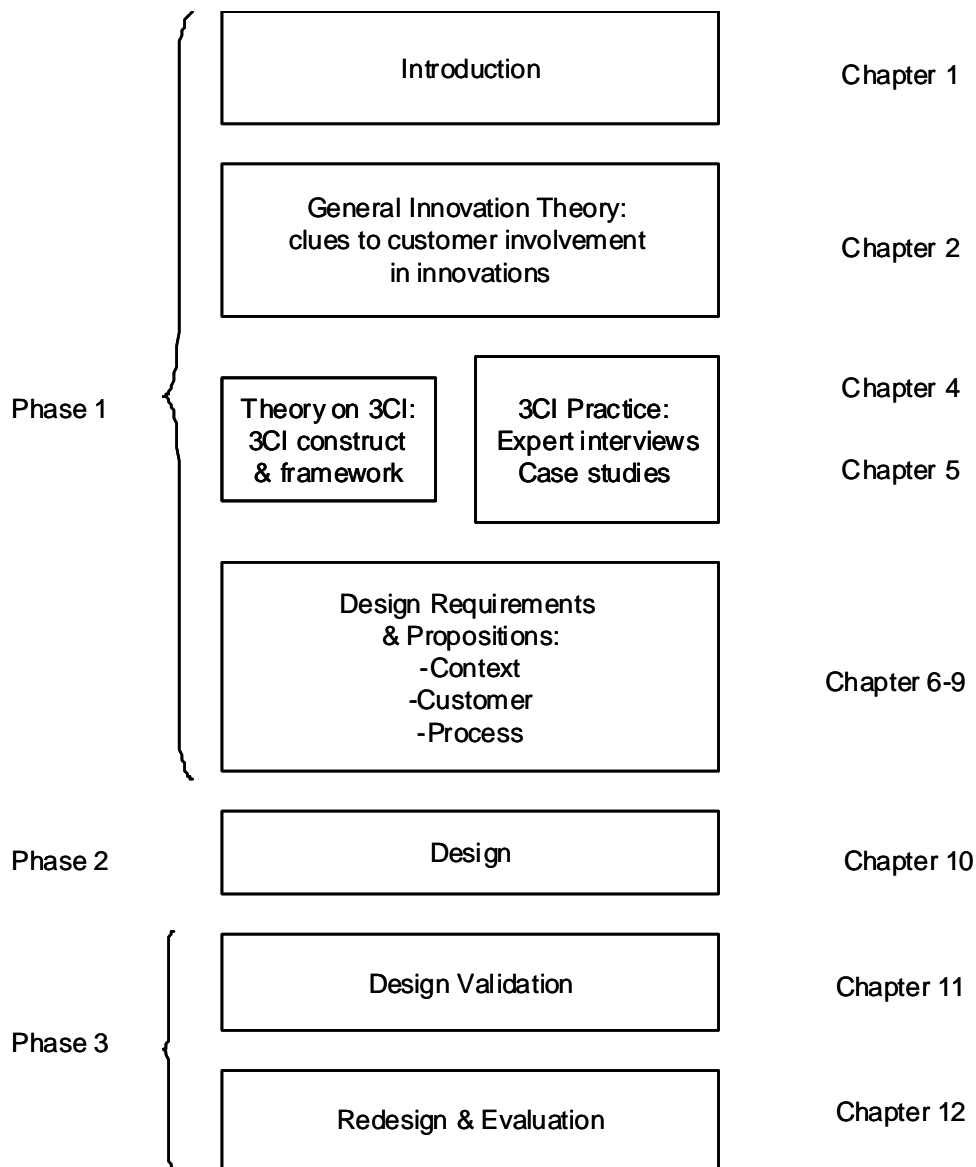 Introduction
Chapter 1
General Innovation Theory:
clues to customer involvement
in innovations
Chapter 2
Phase 1
Theory on 3CI:
3CI construct
& framework
3CI Practice:
Expert interviews
Case studies
Chapter 4
Chapter 5
Design Requirements
& Propositions:
-Context
-Customer
-Process
Chapter 6-9
Phase 2
Design
Chapter 10
Phase 3
Design Validation
Chapter 11
Redesign & Evaluation
Chapter 12